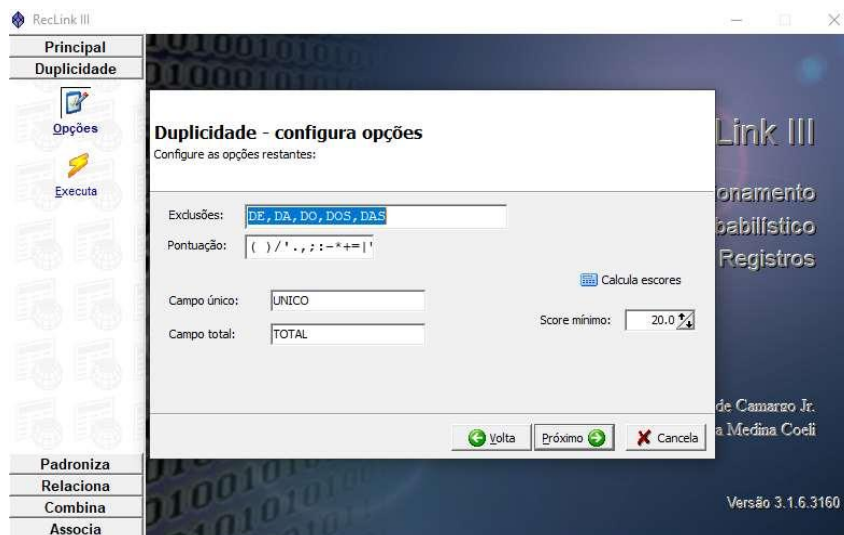 RecLink III
Principal
Duplicidade
Opções
Executa
Duplicidade - configura opções
Configure as opções restantes:
Exclusões: DE,DA,DO,DOS,DAS
Pontuação: ( )/'.,;:-*+=|'
Calcula escores
Campo único: UNICO
Score mínimo: 20.0
Campo total: TOTAL
Volta Próximo Cancela
Link III
onamento
babilístico
Registros
de Camargo Jr.
a Medina Coeli
Versão 3.1.6.3160
Padroniza
Relaciona
Combina
Associa